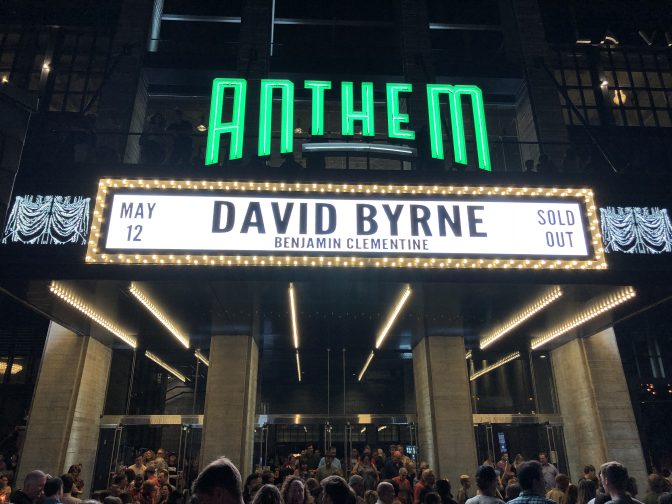 ANTHEM
MAY
12
DAVID BYRNE
BENJAMIN CLEMENTINE
SOLD
OUT